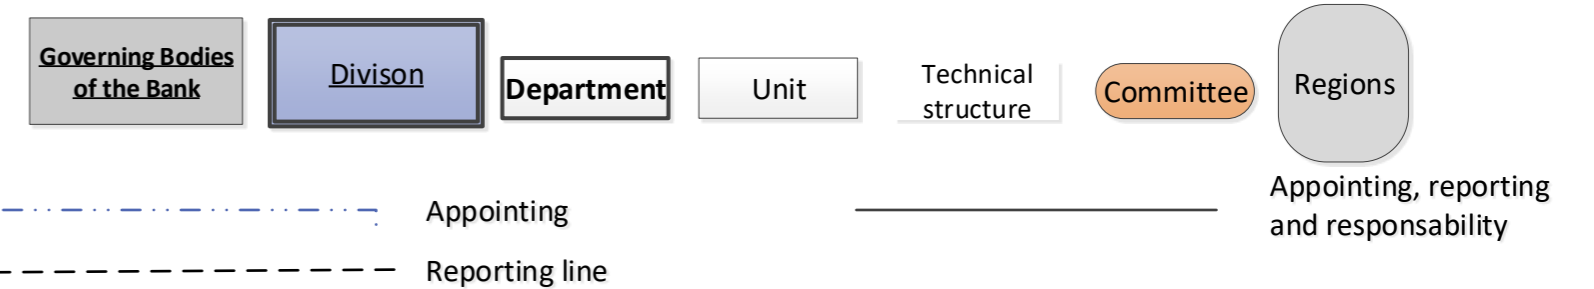 Governing Bodies
of the Bank
Divison
Department
Unit
Technical
structure
Committee
Regions
Appointing
Appointing, reporting
and responsability
Reporting line